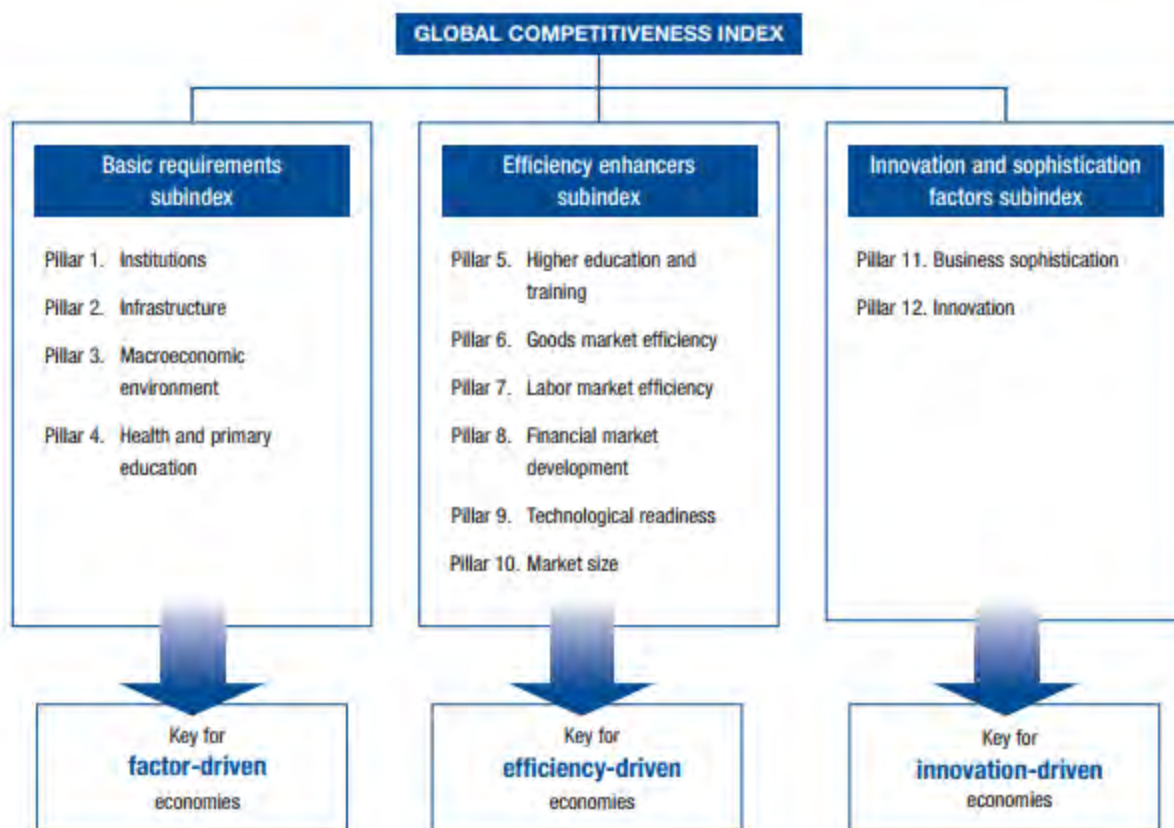 GLOBAL COMPETITIVENESS INDEX
Basic requirements
subindex
Pillar 1. Institutions
Pillar 2. Infrastructure
Pillar 3. Macroeconomic
environment
Pillar 4. Health and primary
education
Key for
factor-driven
economies
Efficiency enhancers
subindex
Pillar 5. Higher education and
training
Pillar 6. Goods market efficiency
Pillar 7. Labor market efficiency
Pillar 8. Financial market
development
Pillar 9. Technological readiness
Pillar 10. Market size
Key for
efficiency-driven
economies
Innovation and sophistication
factors subindex
Pillar 11. Business sophistication
Pillar 12. Innovation
Key for
innovation-driven
economies